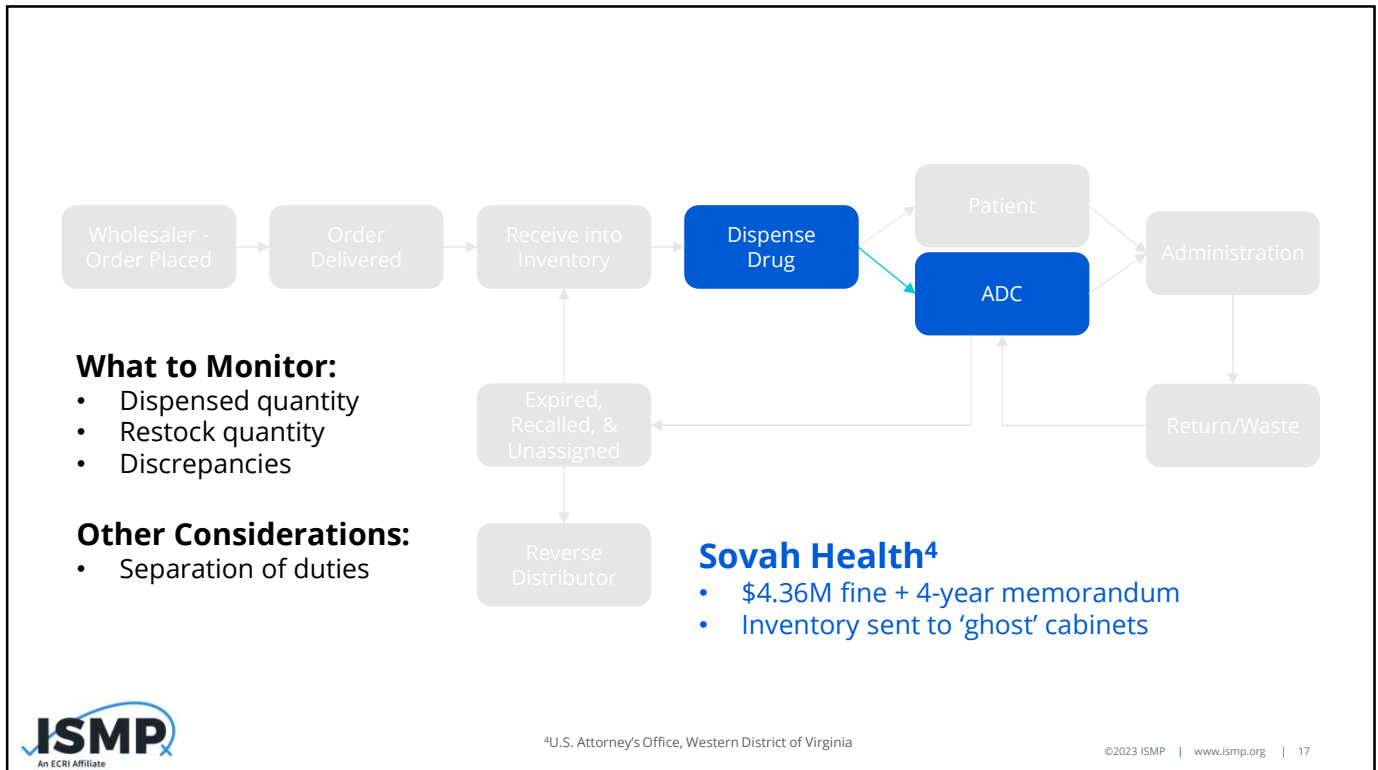 Wholesaler -
Order Placed
Order
Delivered
Receive into
Inventory
Dispense
Drug
Patient
ADC
Administration
Return/Waste
Expired,
Recalled, &
Unassigned
Reverse
Distributor
What to Monitor:
• Dispensed quantity
• Restock quantity
• Discrepancies
Other Considerations:
• Separation of duties
Sovah Health⁴
• $4.36M fine + 4-year memorandum
• Inventory sent to ‘ghost’ cabinets
ISMP
An ECRI Affiliate
⁴U.S. Attorney’s Office, Western District of Virginia
©2023 ISMP | www.ismp.org | 17